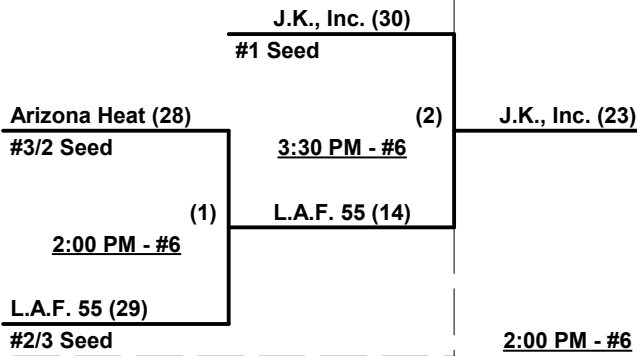 J.K., Inc. (30)
#1 Seed
Arizona Heat (28)
(2)
J.K., Inc. (23)
#3/2 Seed
3:30 PM - #6
(1)
L.A.F. 55 (14)
2:00 PM - #6
L.A.F. 55 (29)
#2/3 Seed
2:00 PM - #6